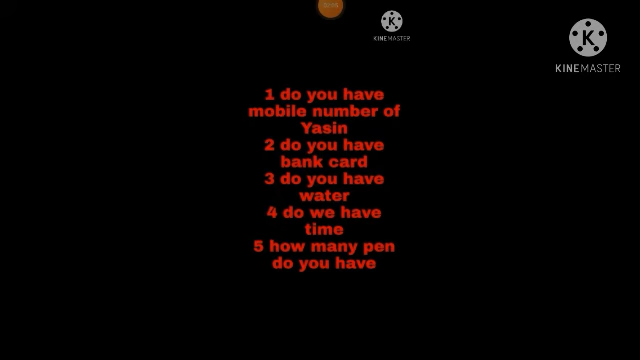 KINEMASTER
KINEMASTER
1 do you have
mobile number of
Yasin
2 do you have
bank card
3 do you have
water
4 do we have
time
5 how many pen
do you have